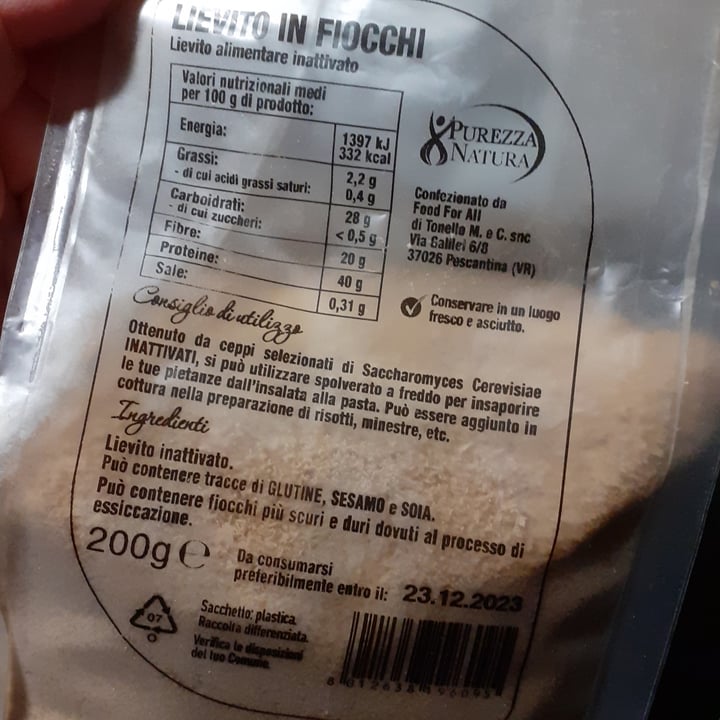 LIEVITO IN FIOCCHI
Lievito alimentare inattivato
Valori nutrizionali medi
per 100 g di prodotto:
Energia: 1397 kJ
332 kcal
Grassi: 2,2 g
- di cui acidi grassi saturi: 0,4 g
Carboidrati: 28 g
- di cui zuccheri: < 0,5 g
Fibre: 20 g
Proteine: 40 g
Sale: 0,31 g
PUREZZA
NATURA
Confezionato da
Food For All
di Tonello M. e C. snc
Via Galilei 6/8
37026 Pescantina (VR)
Conservare in un luogo
fresco e asciutto.
Consiglio di utilizzo
Ottenuto da ceppi selezionati di Saccharomyces Cerevisiae
INATTIVATI, si può utilizzare spolverato a freddo per insaporire
le tue pietanze dall'insalata alla pasta. Può essere aggiunto in
cottura nella preparazione di risotti, minestre, etc.
Ingredienti
Lievito inattivato.
Può contenere tracce di GLUTINE, SESAMO e SOIA.
Può contenere fiocchi più scuri e duri dovuti al processo di
essiccazione.
200g e
Da consumarsi
preferibilmente entro il: 23.12.2023
07
Sacchetto: plastica
Raccolta differenziata.
Verifica le disposizioni
del tuo Comune.